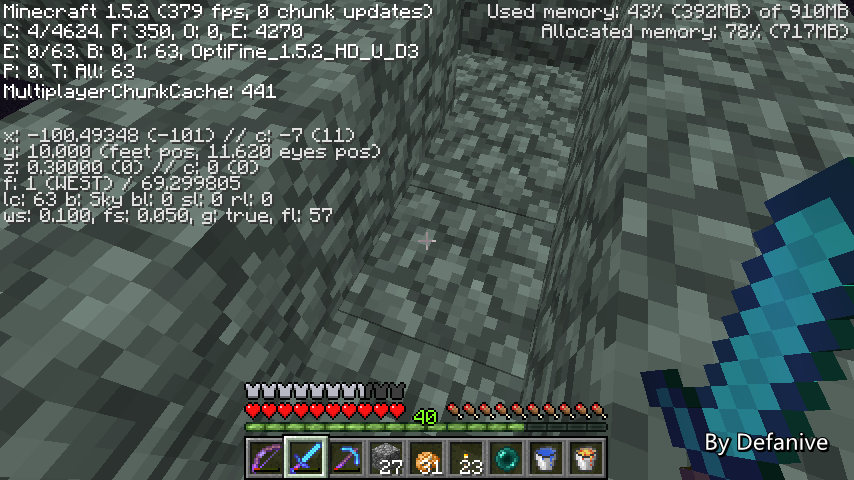 Minecraft 1.5.2 (379 fps, 0 chunk updates)
C: 4/4624. F: 350, O: 0, E: 4270
E: 0/63. B: 0, I: 63, OptiFine_1.5.2_HD_U_D3
P: 0. T: All: 63
MultiplayerChunkCache: 441
Used memory: 43% (392MB) of 910MB
Allocated memory: 78% (717MB)
x: -100.49348 (-101) // c: -7 (11)
y: 10.000 (feet pos, 11.620 eyes pos)
z: 0.30000 (0) // c: 0 (0)
f: 1 (WEST) / 69.299805
lc: 63 b: Sky bl: 0 sl: 0 rl: 0
ws: 0.100, fs: 0.050, g: true, fl: 57
40
27
31
23
By Defanive